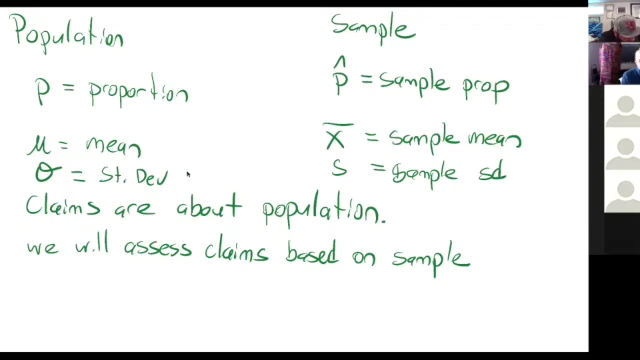 Population
Sample
p = proportion
p̂ = sample prop
μ = mean
x̄ = sample mean
σ = St. Dev
s = sample sd
Claims are about population.
we will assess claims based on sample